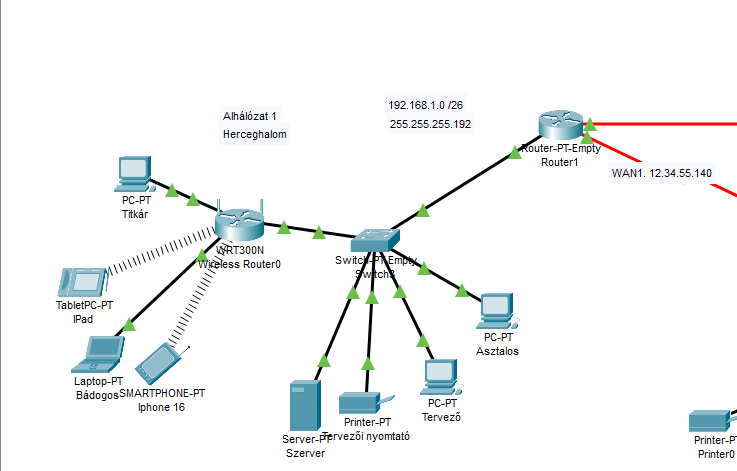 Alhálózat 1
Herceghalom
192.168.1.0 /26
255.255.255.192
Router-PT-Empty
Router1
WAN1. 12.34.55.140
PC-PT
Titkár
WRT300N
Wireless Router0
Switch-PT-Empty
Switch3
TabletPC-PT
IPad
Laptop-PT
Bádogos
SMARTPHONE-PT
Iphone 16
PC-PT
Asztalos
PC-PT
Tervező
Printer-PT
Tervezői nyomtató
Server-PT
Szerver
Printer-PT
Printer0